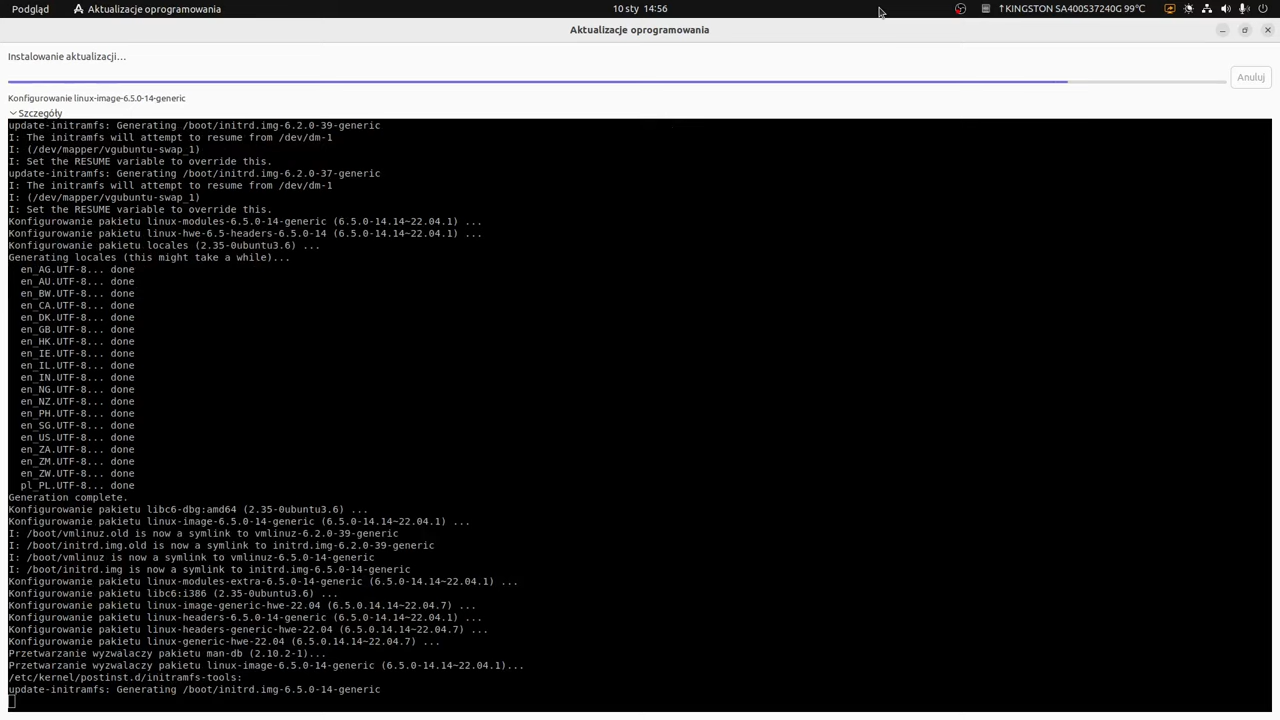 Podgląd
Aktualizacje oprogramowania
10 sty 14:56
↑KINGSTON SA400S37240G 99℃
Aktualizacje oprogramowania
Instalowanie aktualizacji…
Anuluj
Konfigurowanie linux-image-6.5.0-14-generic
Szczegóły
update-initramfs: Generating /boot/initrd.img-6.2.0-39-generic
I: The initramfs will attempt to resume from /dev/dm-1
I: (/dev/mapper/vgubuntu-swap_1)
I: Set the RESUME variable to override this.
update-initramfs: Generating /boot/initrd.img-6.2.0-37-generic
I: The initramfs will attempt to resume from /dev/dm-1
I: (/dev/mapper/vgubuntu-swap_1)
I: Set the RESUME variable to override this.
Konfigurowanie pakietu linux-modules-6.5.0-14-generic (6.5.0-14.14~22.04.1) ...
Konfigurowanie pakietu linux-hwe-6.5-headers-6.5.0-14 (6.5.0-14.14~22.04.1) ...
Konfigurowanie pakietu locales (2.35-0ubuntu3.6) ...
Generating locales (this might take a while)...
  en_AG.UTF-8... done
  en_AU.UTF-8... done
  en_BW.UTF-8... done
  en_CA.UTF-8... done
  en_DK.UTF-8... done
  en_GB.UTF-8... done
  en_HK.UTF-8... done
  en_IE.UTF-8... done
  en_IL.UTF-8... done
  en_IN.UTF-8... done
  en_NG.UTF-8... done
  en_NZ.UTF-8... done
  en_PH.UTF-8... done
  en_SG.UTF-8... done
  en_US.UTF-8... done
  en_ZA.UTF-8... done
  en_ZM.UTF-8... done
  en_ZW.UTF-8... done
  pl_PL.UTF-8... done
Generation complete.
Konfigurowanie pakietu libc6-dbg:amd64 (2.35-0ubuntu3.6) ...
Konfigurowanie pakietu linux-image-6.5.0-14-generic (6.5.0-14.14~22.04.1) ...
I: /boot/vmlinuz.old is now a symlink to vmlinuz-6.2.0-39-generic
I: /boot/initrd.img.old is now a symlink to initrd.img-6.2.0-39-generic
I: /boot/vmlinuz is now a symlink to vmlinuz-6.5.0-14-generic
I: /boot/initrd.img is now a symlink to initrd.img-6.5.0-14-generic
Konfigurowanie pakietu linux-modules-extra-6.5.0-14-generic (6.5.0-14.14~22.04.1) ...
Konfigurowanie pakietu libc6:i386 (2.35-0ubuntu3.6) ...
Konfigurowanie pakietu linux-image-generic-hwe-22.04 (6.5.0.14.14~22.04.7) ...
Konfigurowanie pakietu linux-headers-6.5.0-14-generic (6.5.0-14.14~22.04.1) ...
Konfigurowanie pakietu linux-headers-generic-hwe-22.04 (6.5.0.14.14~22.04.7) ...
Konfigurowanie pakietu linux-generic-hwe-22.04 (6.5.0.14.14~22.04.7) ...
Przetwarzanie wyzwalaczy pakietu man-db (2.10.2-1)...
Przetwarzanie wyzwalaczy pakietu linux-image-6.5.0-14-generic (6.5.0-14.14~22.04.1)...
/etc/kernel/postinst.d/initramfs-tools:
update-initramfs: Generating /boot/initrd.img-6.5.0-14-generic